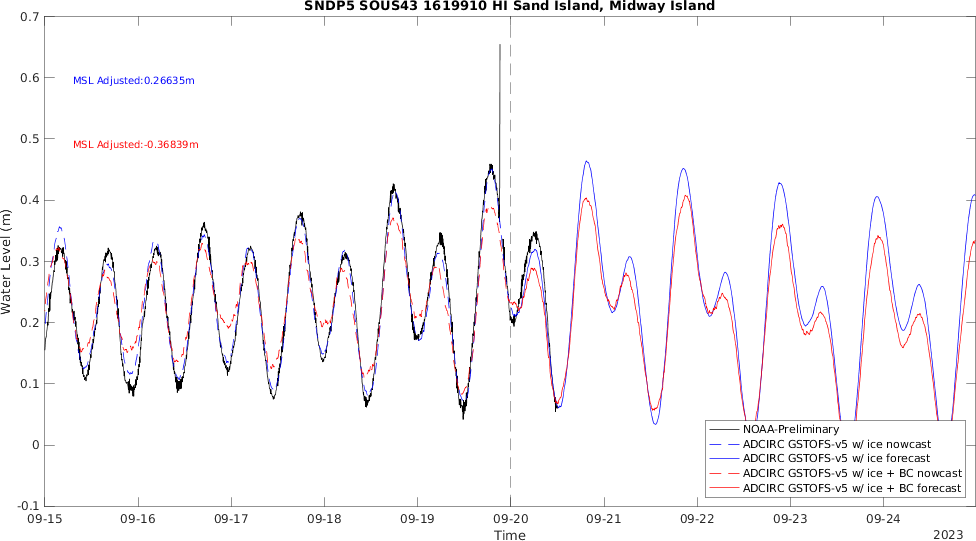 SNDP5 SOUS43 1619910 HI Sand Island, Midway Island
0.7
0.6
0.5
0.4
0.3
0.2
0.1
0
-0.1
Water Level (m)
MSL Adjusted:0.26635m
MSL Adjusted:-0.36839m
NOAA-Preliminary
ADCIRC GSTOFS-v5 w/ ice nowcast
ADCIRC GSTOFS-v5 w/ ice forecast
ADCIRC GSTOFS-v5 w/ ice + BC nowcast
ADCIRC GSTOFS-v5 w/ ice + BC forecast
09-15 09-16 09-17 09-18 09-19 09-20 09-21 09-22 09-23 09-24
Time
2023